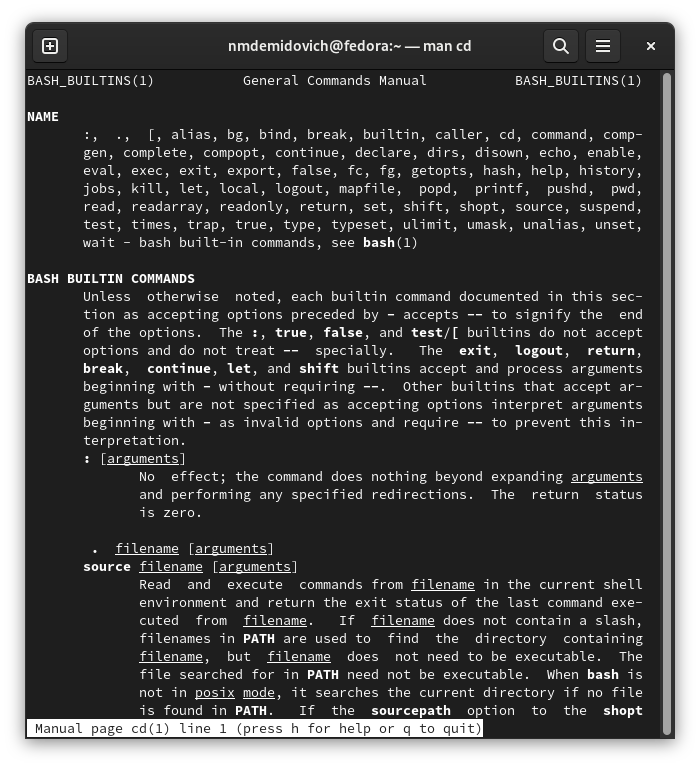 nmdemidovich@fedora:~ — man cd
BASH_BUILTINS(1) General Commands Manual BASH_BUILTINS(1)
NAME
:, ., [, alias, bg, bind, break, builtin, caller, cd, command, comp-
gen, complete, compopt, continue, declare, dirs, disown, echo, enable,
eval, exec, exit, export, false, fc, fg, getopts, hash, help, history,
jobs, kill, let, local, logout, mapfile, popd, printf, pushd, pwd,
read, readarray, readonly, return, set, shift, shopt, source, suspend,
test, times, trap, true, type, typeset, ulimit, umask, unalias, unset,
wait - bash built-in commands, see bash(1)
BASH BUILTIN COMMANDS
Unless otherwise noted, each builtin command documented in this sec-
tion as accepting options preceded by - accepts -- to signify the end
of the options. The :, true, false, and test/[ builtins do not accept
options and do not treat -- specially. The exit, logout, return,
break, continue, let, and shift builtins accept and process arguments
beginning with - without requiring --. Other builtins that accept ar-
guments but are not specified as accepting options interpret arguments
beginning with - as invalid options and require -- to prevent this in-
terpretation.
: [arguments]
No effect; the command does nothing beyond expanding arguments
and performing any specified redirections. The return status
is zero.
. filename [arguments]
source filename [arguments]
Read and execute commands from filename in the current shell
environment and return the exit status of the last command exe-
cuted from filename. If filename does not contain a slash,
filenames in PATH are used to find the directory containing
filename, but filename does not need to be executable. The
file searched for in PATH need not be executable. When bash is
not in posix mode, it searches the current directory if no file
is found in PATH. If the sourcepath option to the shopt
Manual page cd(1) line 1 (press h for help or q to quit)